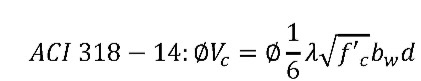 ACI 318 − 14: ∅V_c = ∅ 1/6 λ√f'_c b_w d